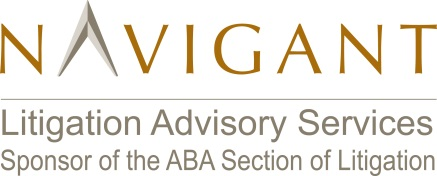 NAVIGANT
Litigation Advisory Services
Sponsor of the ABA Section of Litigation